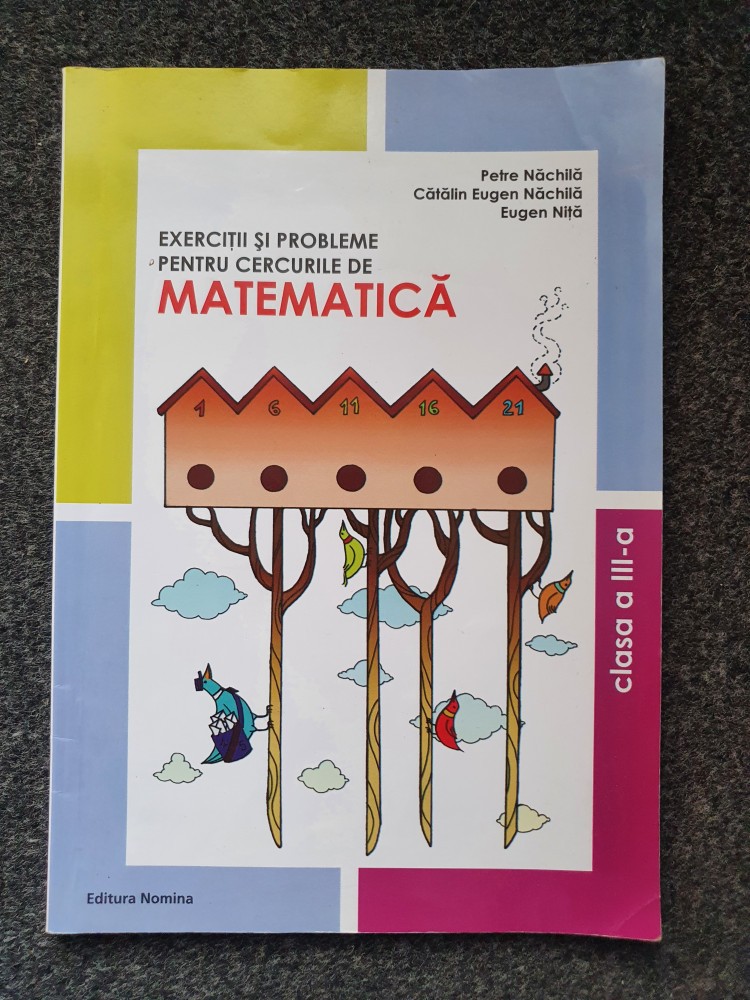 Petre Năchilă
Cătălin Eugen Năchilă
Eugen Niță
EXERCIȚII ŞI PROBLEME
PENTRU CERCURILE DE
MATEMATICĂ
1 6 11 16 21
clasa a III-a
Editura Nomina